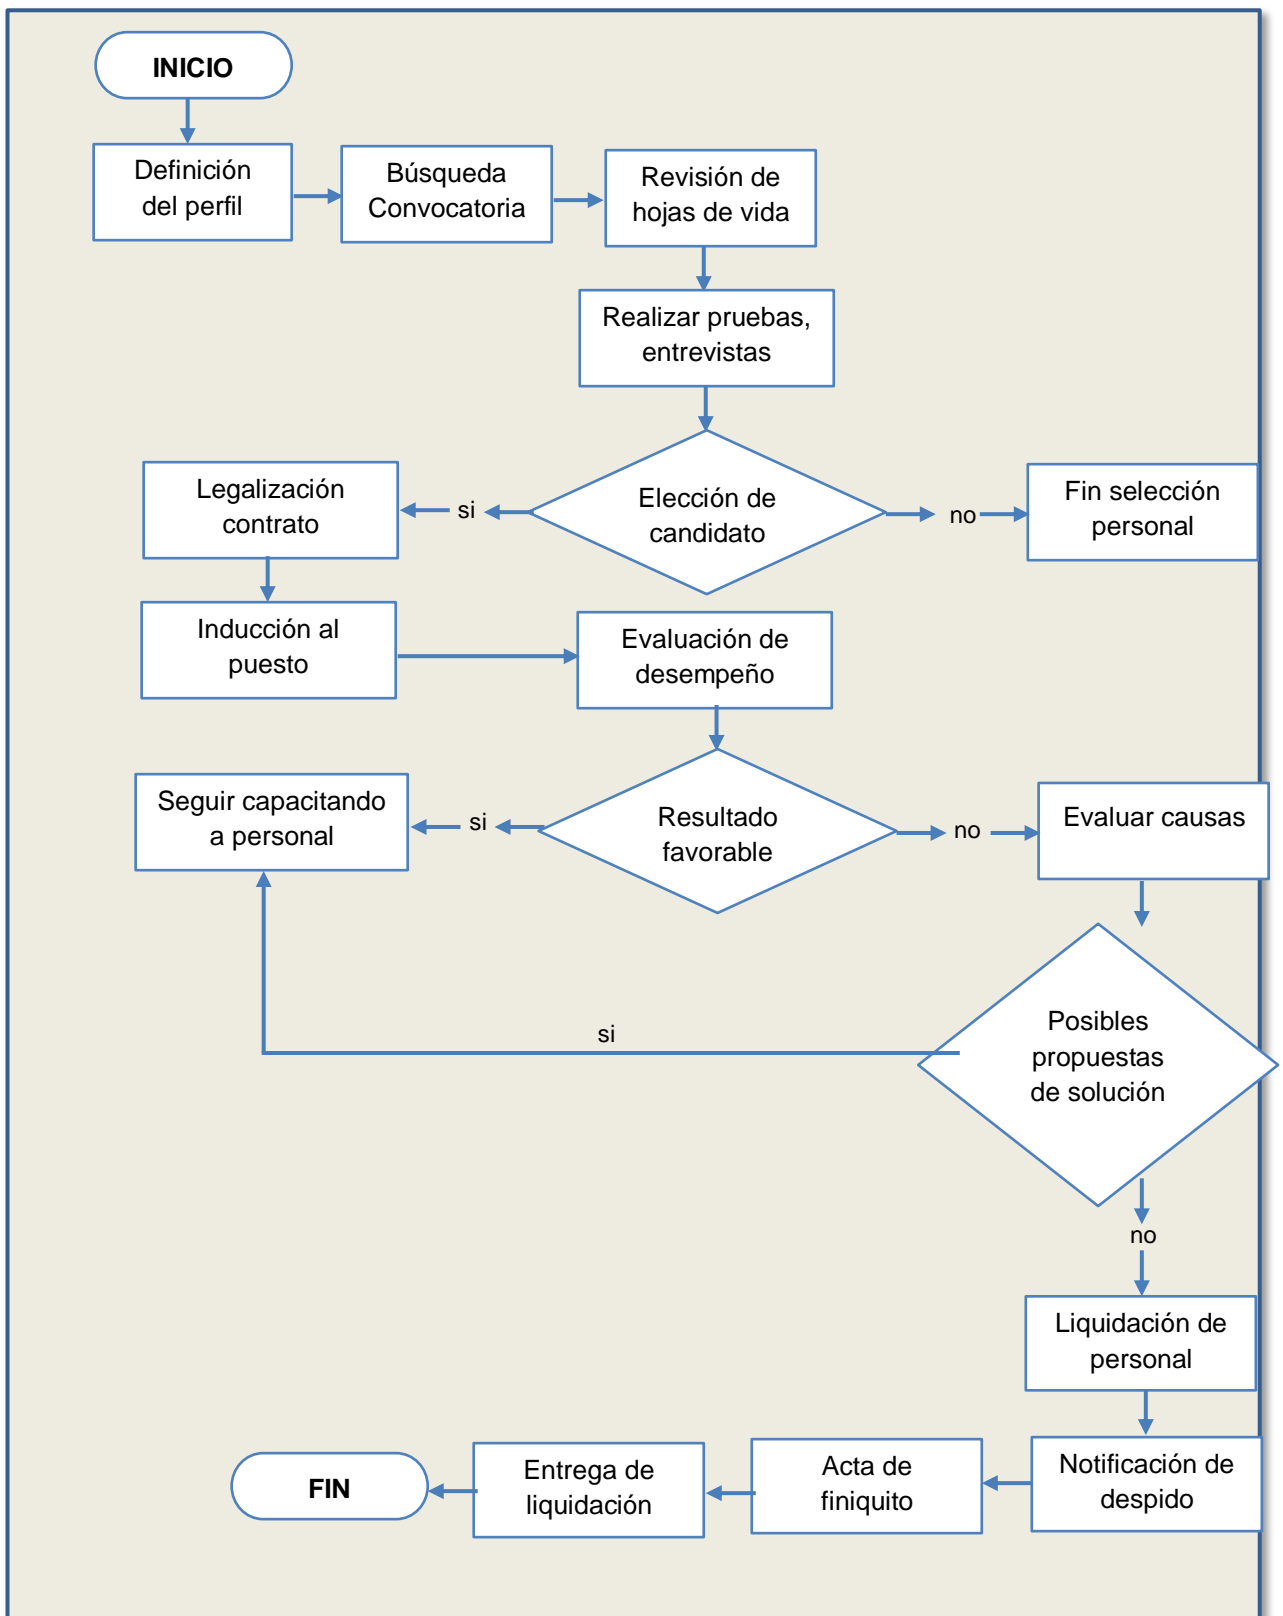 INICIO
Definición
del perfil
Búsqueda
Convocatoria
Revisión de
hojas de vida
Realizar pruebas,
entrevistas
Elección de
candidato
si
Legalización
contrato
no
Fin selección
personal
Inducción al
puesto
Evaluación de
desempeño
Resultado
favorable
si
Seguir capacitando
a personal
no
Evaluar causas
Posibles
propuestas
de solución
si
no
Liquidación de
personal
Notificación de
despido
Acta de
finiquito
Entrega de
liquidación
FIN